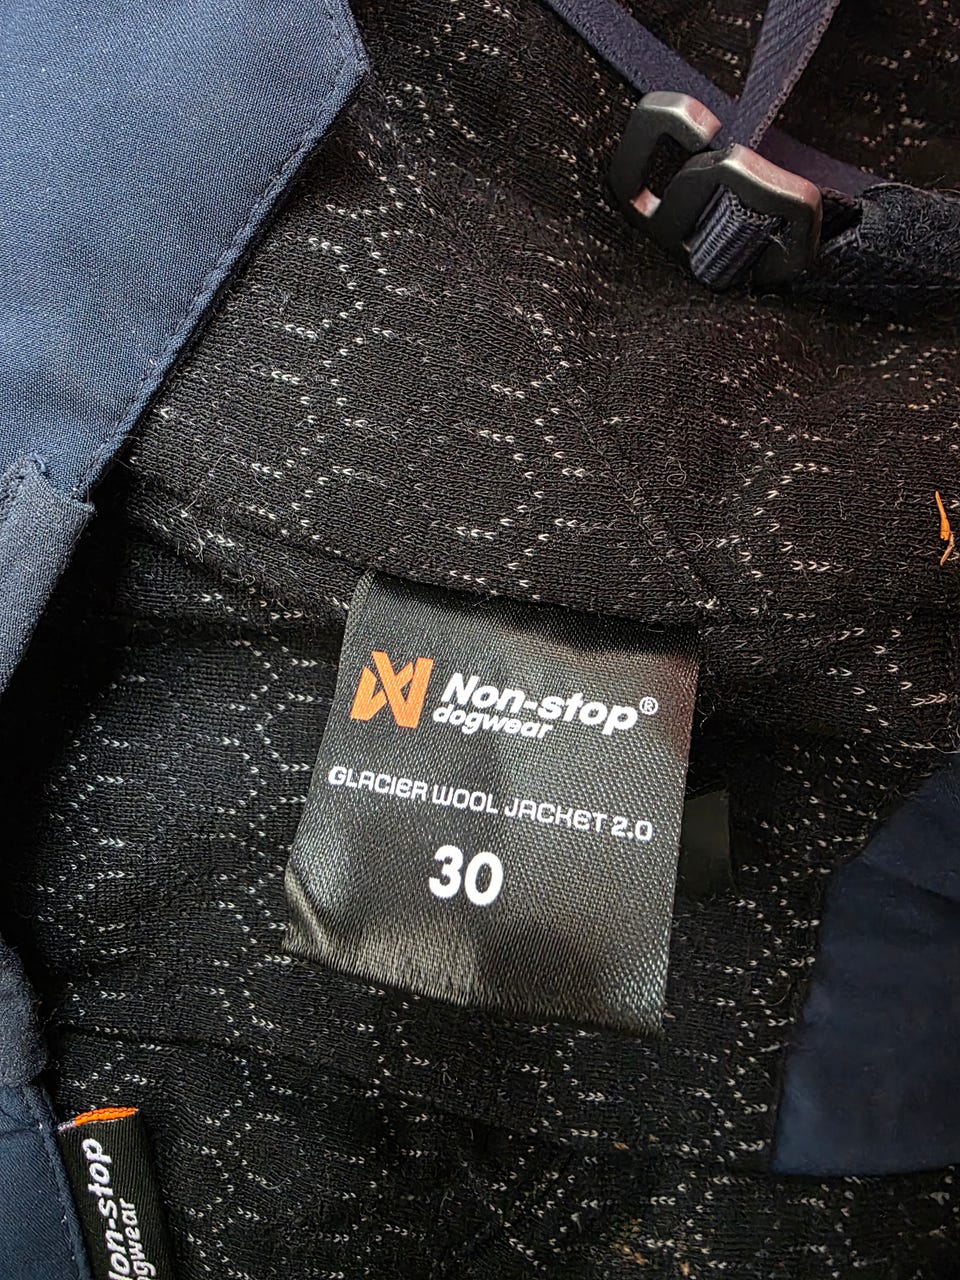 Non-stop®
dogwear
GLACIER WOOL JACKET 2.0
30
Non-stop
dogwear